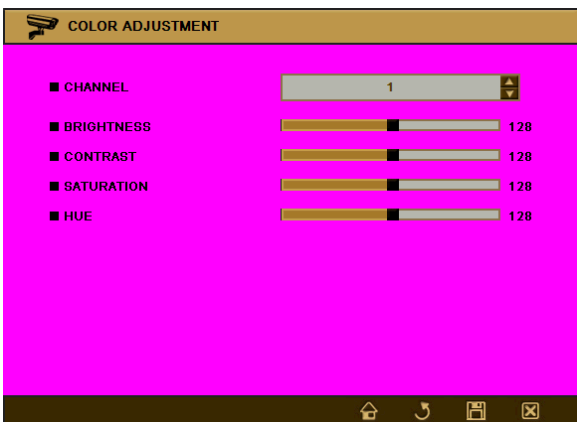 COLOR ADJUSTMENT
CHANNEL 1
BRIGHTNESS 128
CONTRAST 128
SATURATION 128
HUE 128